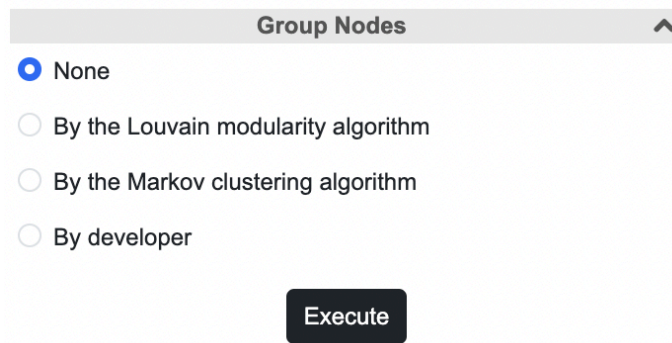 Group Nodes
None
By the Louvain modularity algorithm
By the Markov clustering algorithm
By developer
Execute